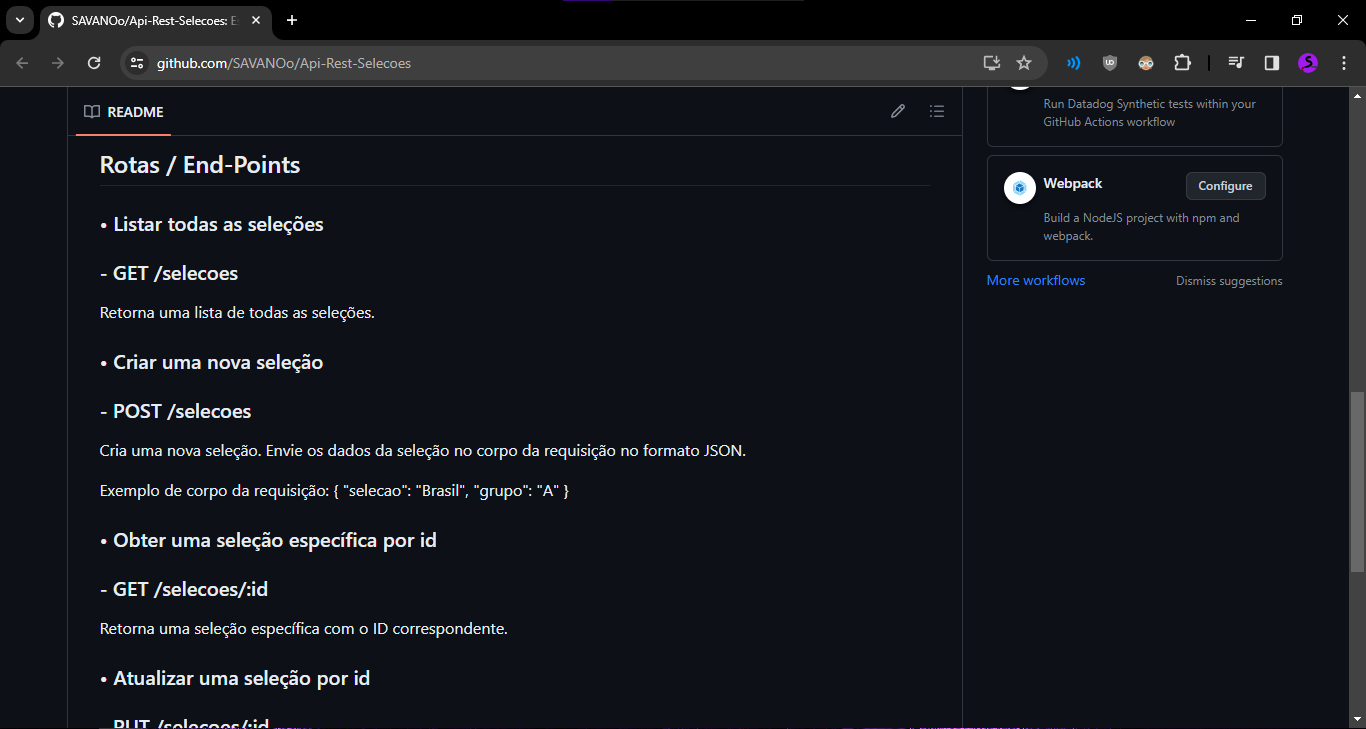 SAVANOo/Api-Rest-Selecoes: E
github.com/SAVANOo/Api-Rest-Selecoes
README
Rotas / End-Points
• Listar todas as seleções
- GET /selecoes
Retorna uma lista de todas as seleções.
• Criar uma nova seleção
- POST /selecoes
Cria uma nova seleção. Envie os dados da seleção no corpo da requisição no formato JSON.
Exemplo de corpo da requisição: { "selecao": "Brasil", "grupo": "A" }
• Obter uma seleção específica por id
- GET /selecoes/:id
Retorna uma seleção específica com o ID correspondente.
• Atualizar uma seleção por id
- PUT /selecoes/:id
Run Datadog Synthetic tests within your
GitHub Actions workflow
Webpack
Configure
Build a NodeJS project with npm and
webpack.
More workflows
Dismiss suggestions